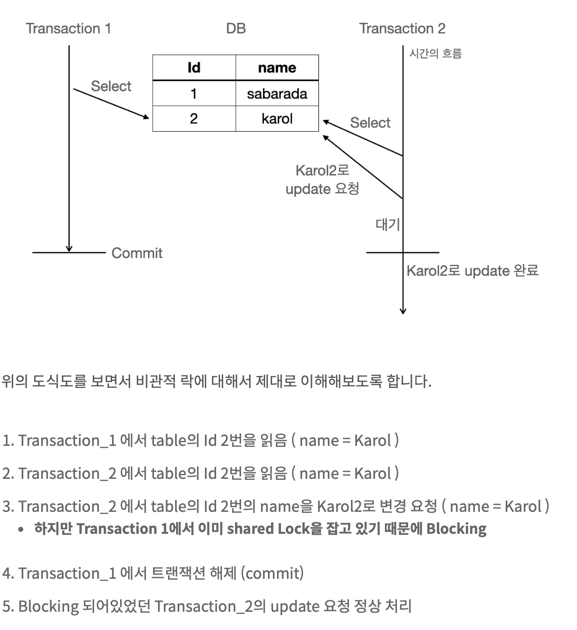 Transaction 1
DB
Transaction 2
시간의 흐름
Id name
1 sabarada
2 karol
Select
Select
Karol2로
update 요청
대기
Commit
Karol2로 update 완료
위의 도식도를 보면서 비관적 락에 대해서 제대로 이해해보도록 합니다.
1. Transaction_1 에서 table의 Id 2번을 읽음 ( name = Karol )
2. Transaction_2 에서 table의 Id 2번을 읽음 ( name = Karol )
3. Transaction_2 에서 table의 Id 2번의 name을 Karol2로 변경 요청 ( name = Karol )
• 하지만 Transaction 1에서 이미 shared Lock을 잡고 있기 때문에 Blocking
4. Transaction_1 에서 트랜잭션 해제 (commit)
5. Blocking 되어있었던 Transaction_2의 update 요청 정상 처리